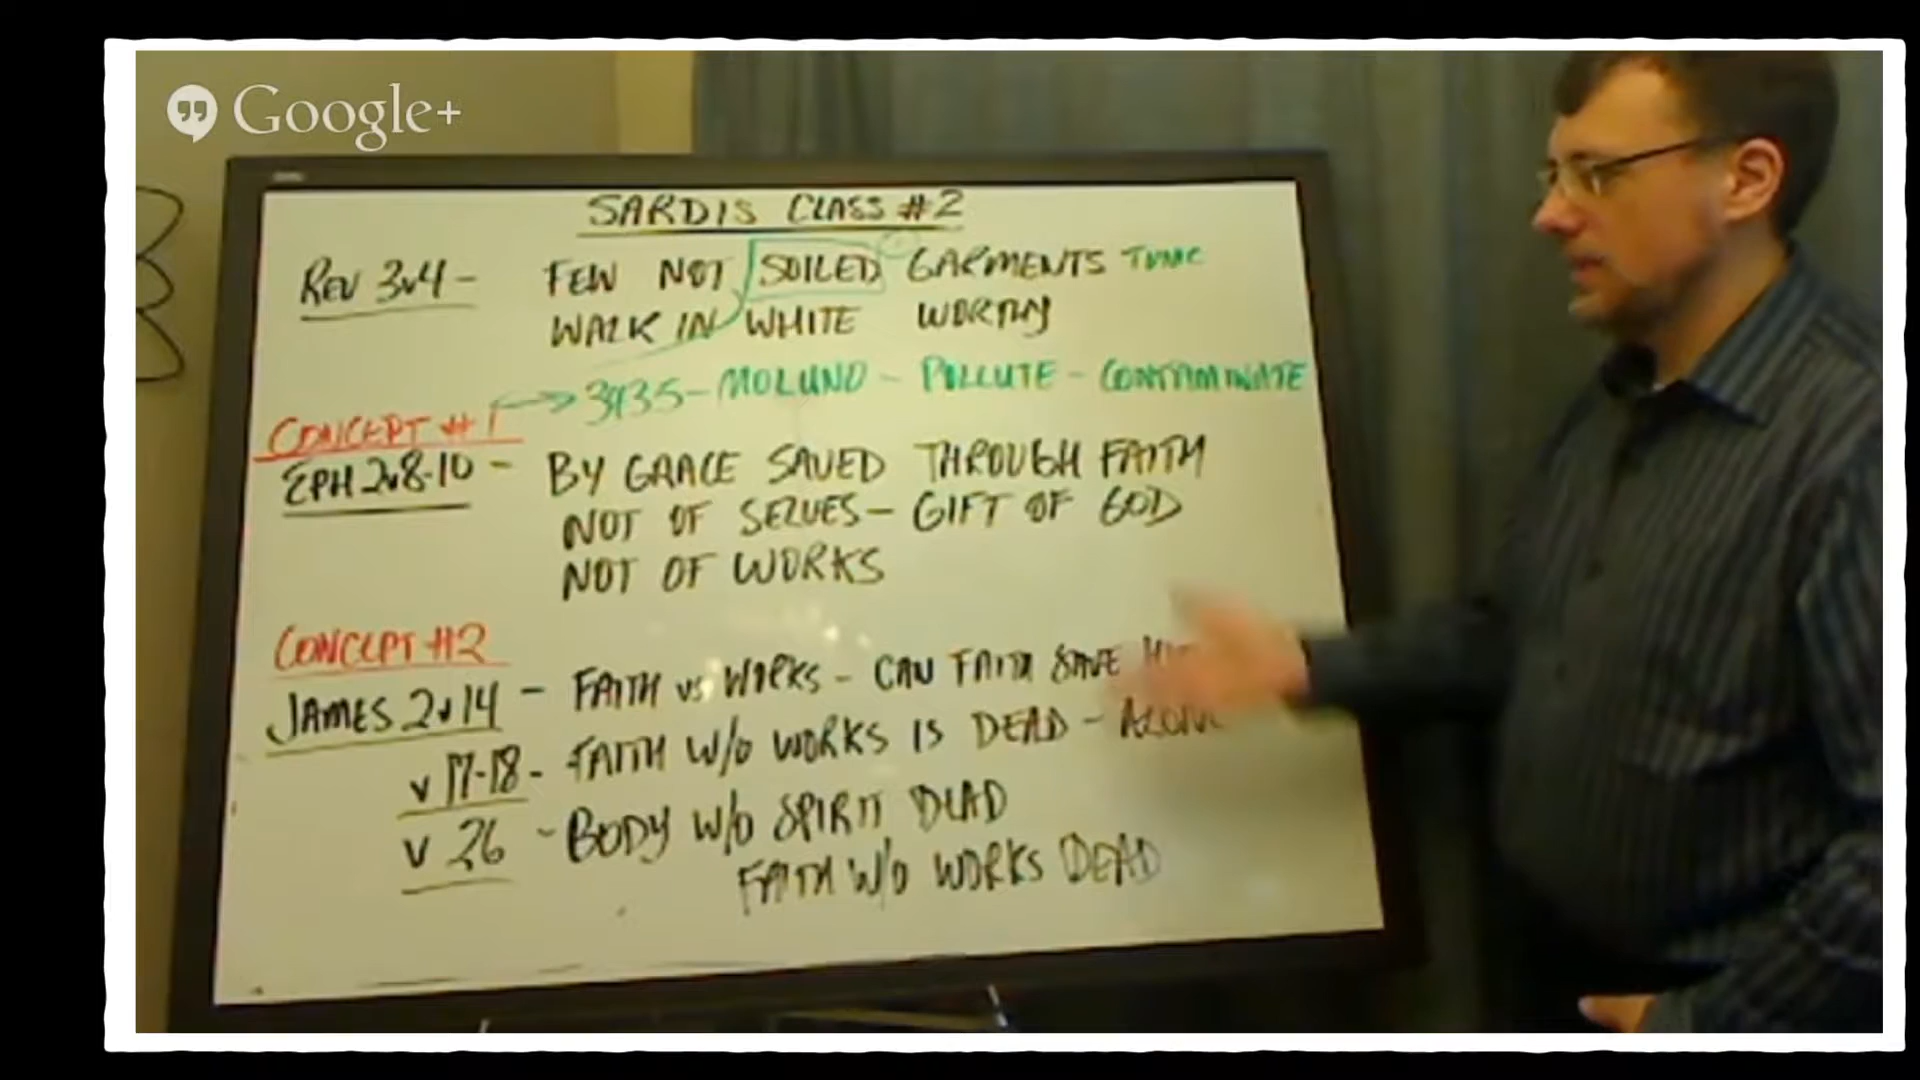 Google+
SARDIS CLASS #2
REV 3v4 - FEW NOT SOILED GARMENTS
WALK IN WHITE WORTHY
3435 - MOLUNO - POLLUTE - CONTAMINATE
CONCEPT #1
EPH 2v8-10 - BY GRACE SAVED THROUGH FAITH
NOT OF SELVES - GIFT OF GOD
NOT OF WORKS
CONCEPT #2
JAMES 2v14 - FAITH vs WORKS - CAN FAITH SAVE
v 17-18 - FAITH W/O WORKS IS DEAD - ALONE
v 26 - BODY W/O SPIRIT DEAD
FAITH W/O WORKS DEAD